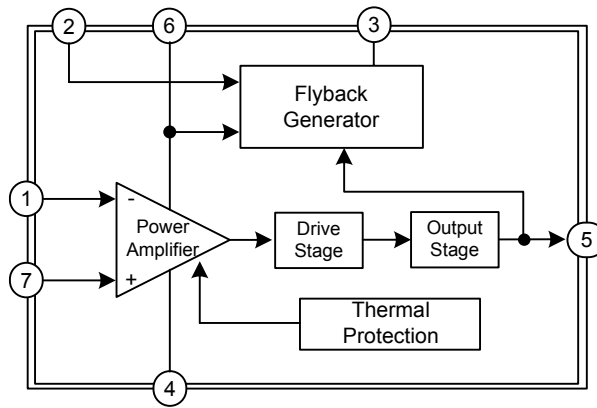 2
6
3
Flyback
Generator
1
-
Power
Amplifier
+
7
Drive
Stage
Output
Stage
5
Thermal
Protection
4